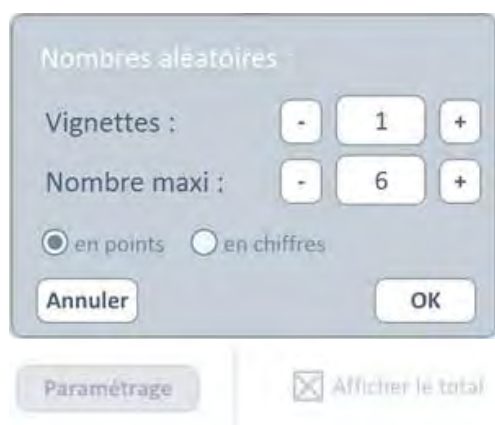 Nombres aléatoires :
Vignettes : - 1 +
Nombre maxi : - 6 +
en points en chiffres
Annuler OK
Paramétrage Afficher le total